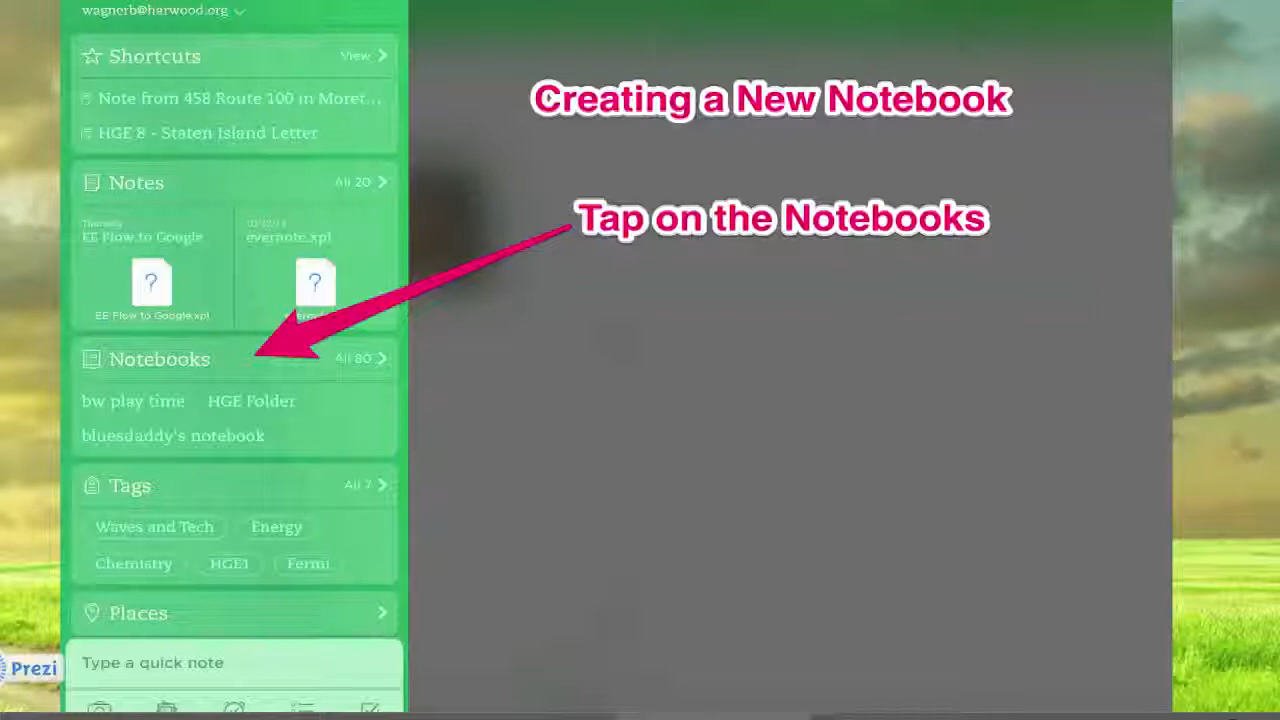 wagnerb@harwood.org
Shortcuts View
Note from 458 Route 100 in Moret...
HGE 8 - Staten Island Letter
Creating a New Notebook
Notes All 20
Thursday
EE Flow to Google evernote.xpl
? ?
EE Flow to Google.xpl
Tap on the Notebooks
Notebooks All 80
bw play time HGE Folder
bluesdaddy's notebook
Tags All 7
Waves and Tech Energy
Chemistry HGE1 Fermi
Places
Type a quick note
Prezi